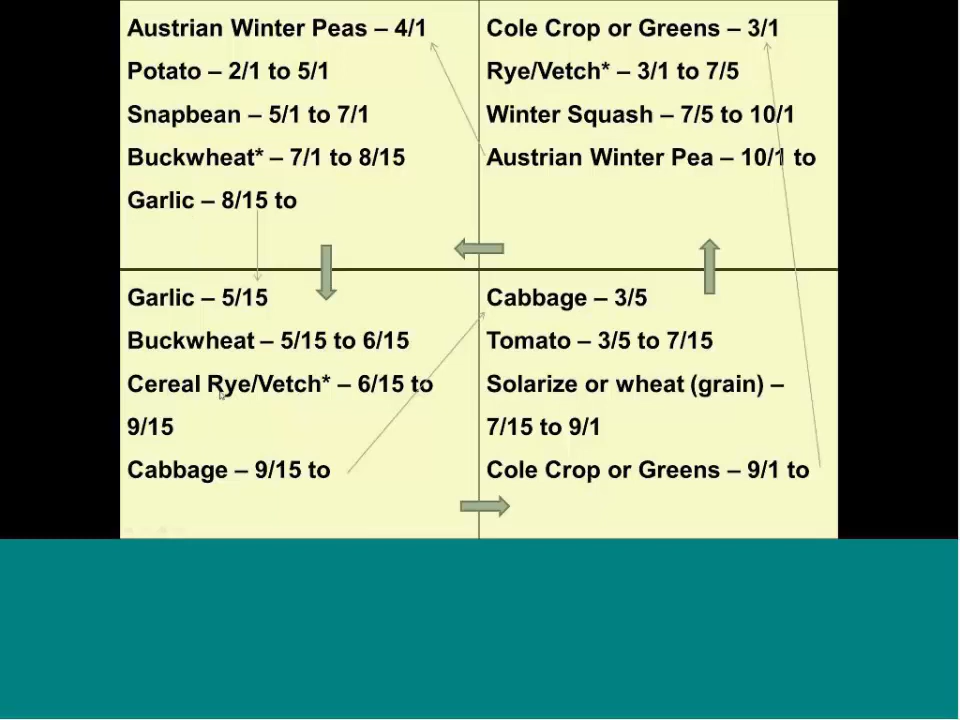 Austrian Winter Peas – 4/1
Potato – 2/1 to 5/1
Snapbean – 5/1 to 7/1
Buckwheat* – 7/1 to 8/15
Garlic – 8/15 to
Cole Crop or Greens – 3/1
Rye/Vetch* – 3/1 to 7/5
Winter Squash – 7/5 to 10/1
Austrian Winter Pea – 10/1 to
Garlic – 5/15
Buckwheat – 5/15 to 6/15
Cereal Rye/Vetch* – 6/15 to
9/15
Cabbage – 9/15 to
Cabbage – 3/5
Tomato – 3/5 to 7/15
Solarize or wheat (grain) –
7/15 to 9/1
Cole Crop or Greens – 9/1 to